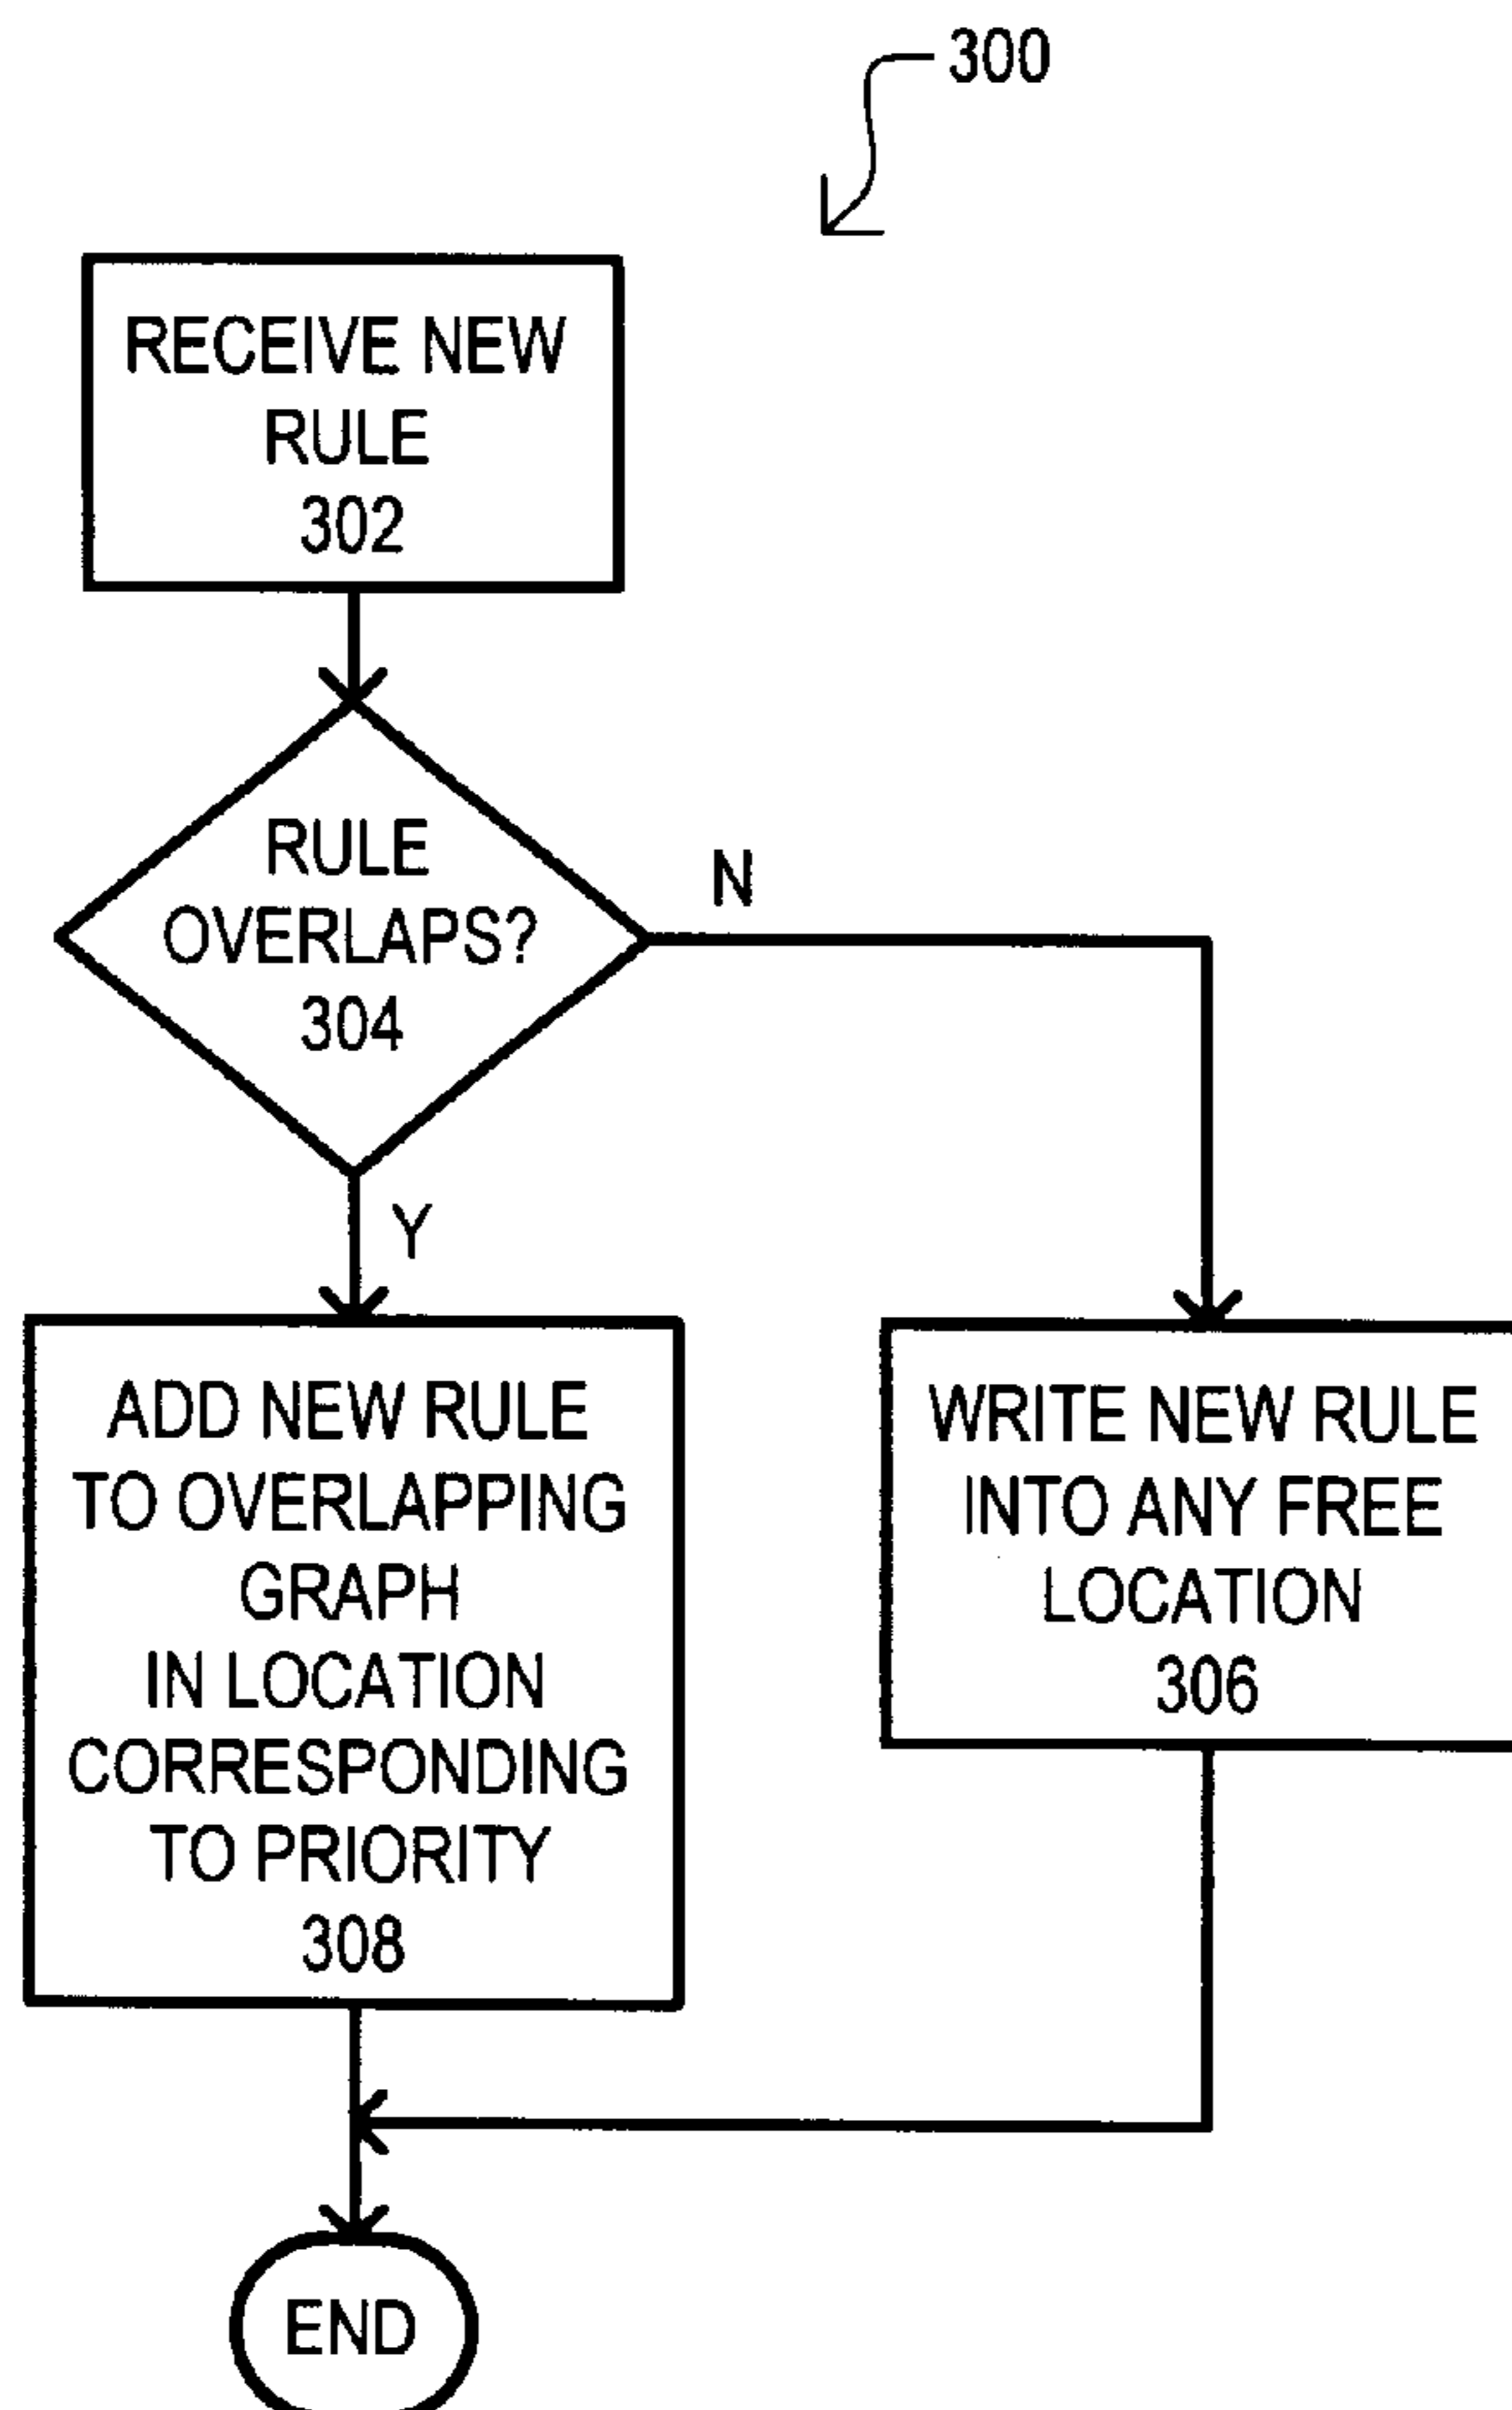 300
RECEIVE NEW
RULE
302
RULE
OVERLAPS?
304
N
Y
ADD NEW RULE
TO OVERLAPPING
GRAPH
IN LOCATION
CORRESPONDING
TO PRIORITY
308
WRITE NEW RULE
INTO ANY FREE
LOCATION
306
END